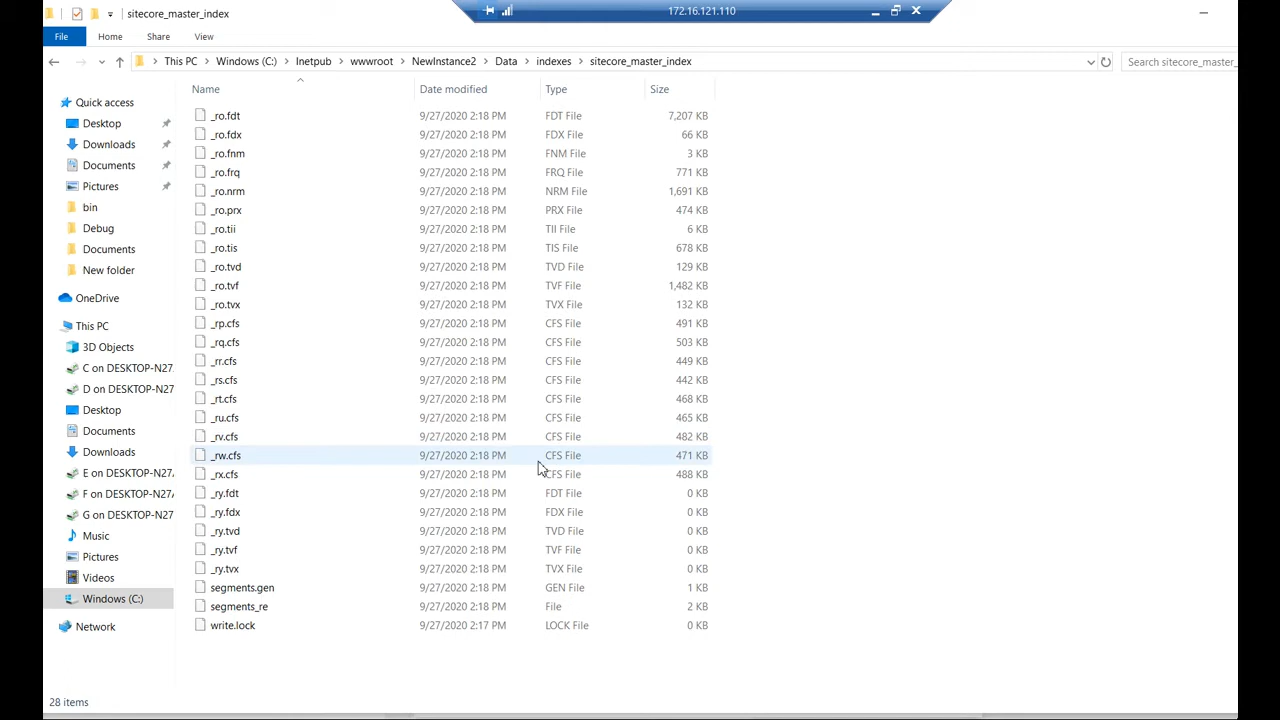 sitecore_master_index
172.16.121.110
File Home Share View
This PC Windows (C:) Inetpub wwwroot NewInstance2 Data indexes sitecore_master_index
Search sitecore_master_
Name Date modified Type Size
Quick access
Desktop
Downloads
Documents
Pictures
bin
Debug
Documents
New folder
OneDrive
This PC
3D Objects
C on DESKTOP-N27
D on DESKTOP-N27
Desktop
Documents
Downloads
E on DESKTOP-N27
F on DESKTOP-N27
G on DESKTOP-N27
Music
Pictures
Videos
Windows (C:)
Network
_ro.fdt 9/27/2020 2:18 PM FDT File 7,207 KB
_ro.fdx 9/27/2020 2:18 PM FDX File 66 KB
_ro.fnm 9/27/2020 2:18 PM FNM File 3 KB
_ro.frq 9/27/2020 2:18 PM FRQ File 771 KB
_ro.nrm 9/27/2020 2:18 PM NRM File 1,691 KB
_ro.prx 9/27/2020 2:18 PM PRX File 474 KB
_ro.tii 9/27/2020 2:18 PM TII File 6 KB
_ro.tis 9/27/2020 2:18 PM TIS File 678 KB
_ro.tvd 9/27/2020 2:18 PM TVD File 129 KB
_ro.tvf 9/27/2020 2:18 PM TVF File 1,482 KB
_ro.tvx 9/27/2020 2:18 PM TVX File 132 KB
_rp.cfs 9/27/2020 2:18 PM CFS File 491 KB
_rq.cfs 9/27/2020 2:18 PM CFS File 503 KB
_rr.cfs 9/27/2020 2:18 PM CFS File 449 KB
_rs.cfs 9/27/2020 2:18 PM CFS File 442 KB
_rt.cfs 9/27/2020 2:18 PM CFS File 468 KB
_ru.cfs 9/27/2020 2:18 PM CFS File 465 KB
_rv.cfs 9/27/2020 2:18 PM CFS File 482 KB
_rw.cfs 9/27/2020 2:18 PM CFS File 471 KB
_rx.cfs 9/27/2020 2:18 PM CFS File 488 KB
_ry.fdt 9/27/2020 2:18 PM FDT File 0 KB
_ry.fdx 9/27/2020 2:18 PM FDX File 0 KB
_ry.tvd 9/27/2020 2:18 PM TVD File 0 KB
_ry.tvf 9/27/2020 2:18 PM TVF File 0 KB
_ry.tvx 9/27/2020 2:18 PM TVX File 0 KB
segments.gen 9/27/2020 2:18 PM GEN File 1 KB
segments_re 9/27/2020 2:18 PM File 2 KB
write.lock 9/27/2020 2:17 PM LOCK File 0 KB
28 items